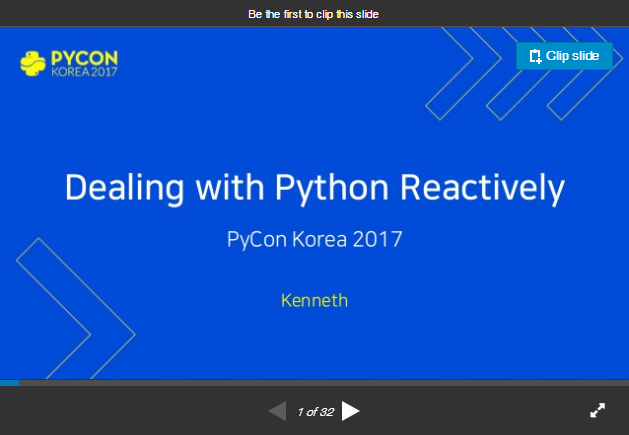 Be the first to clip this slide
PYCON
KOREA 2017
Clip slide
Dealing with Python Reactively
PyCon Korea 2017
Kenneth
1 of 32